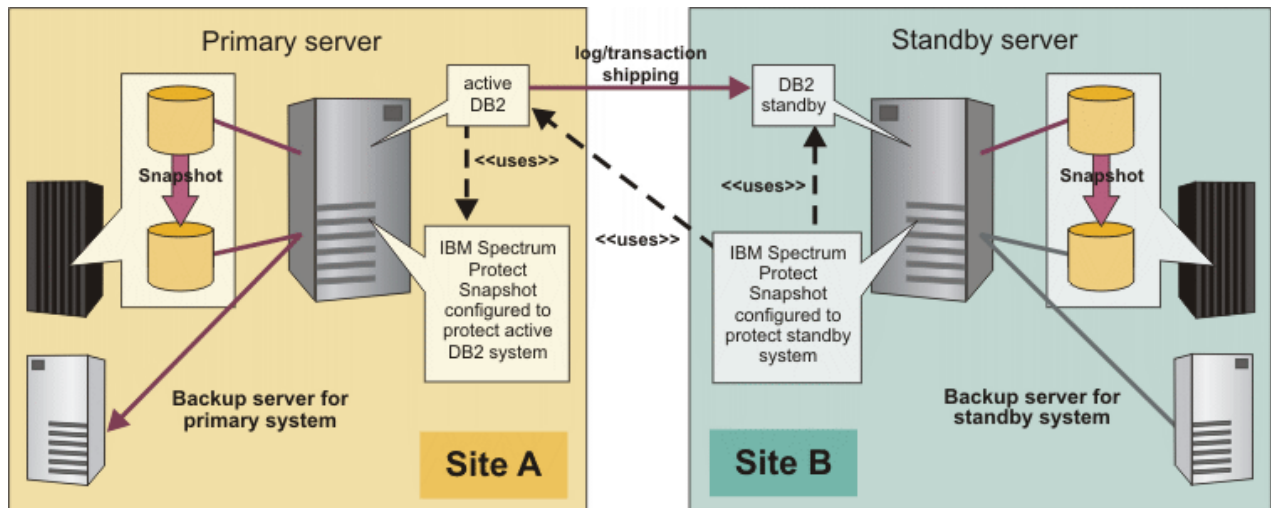 Primary server
active
DB2
Snapshot
<<uses>>
IBM Spectrum
Protect
Snapshot
configured to
protect active
DB2 system
Backup server for
primary system
Site A
log/transaction
shipping
<<uses>>
Standby server
DB2
standby
<<uses>>
Snapshot
IBM Spectrum
Protect
Snapshot
configured to
protect standby
system
Backup server for
standby system
Site B